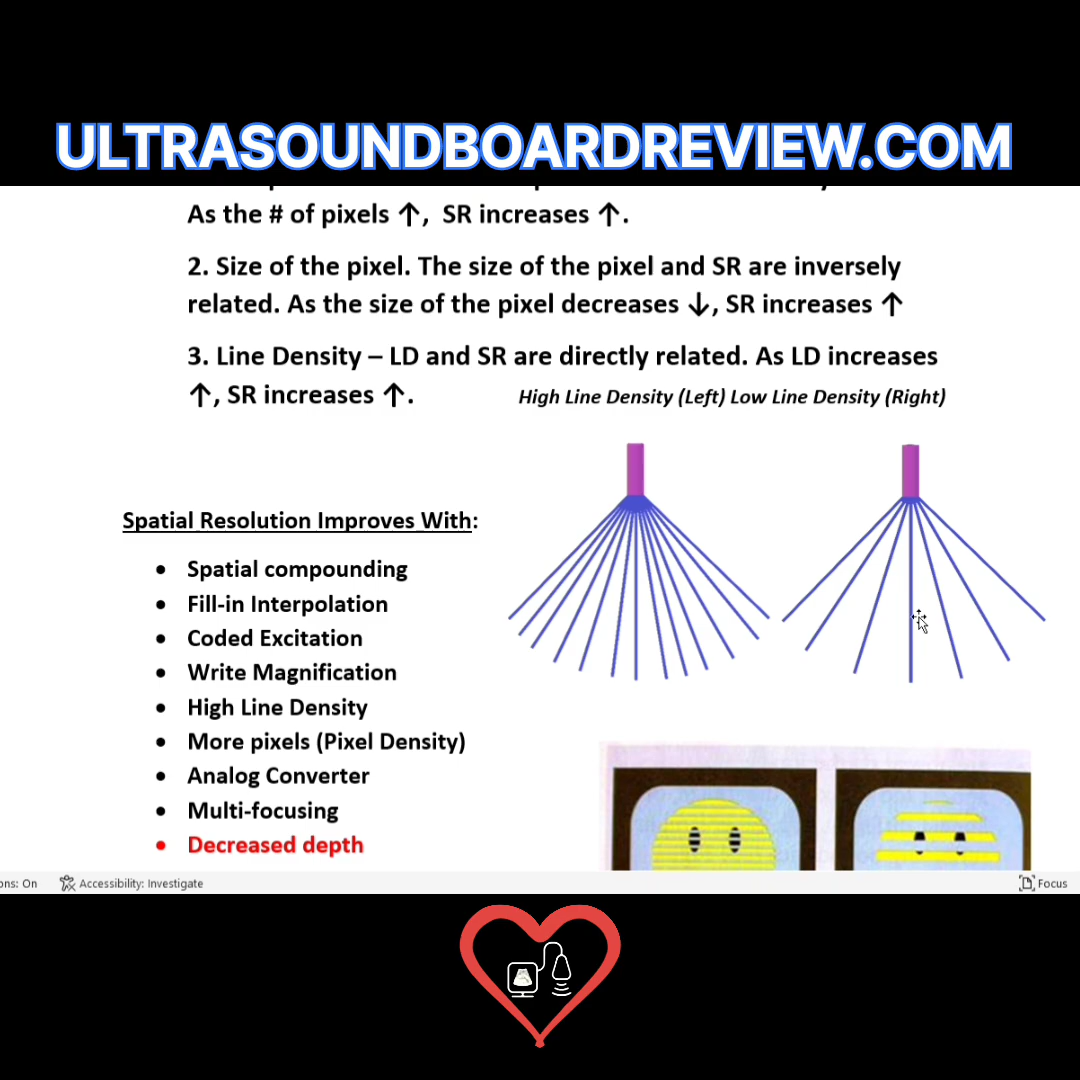 ULTRASOUNDBOARDREVIEW.COM
As the # of pixels ↑, SR increases ↑.
2. Size of the pixel. The size of the pixel and SR are inversely
related. As the size of the pixel decreases ↓, SR increases ↑
3. Line Density – LD and SR are directly related. As LD increases
↑, SR increases ↑.
High Line Density (Left) Low Line Density (Right)
Spatial Resolution Improves With:
• Spatial compounding
• Fill-in Interpolation
• Coded Excitation
• Write Magnification
• High Line Density
• More pixels (Pixel Density)
• Analog Converter
• Multi-focusing
• Decreased depth
ons: On
Accessibility: Investigate
Focus